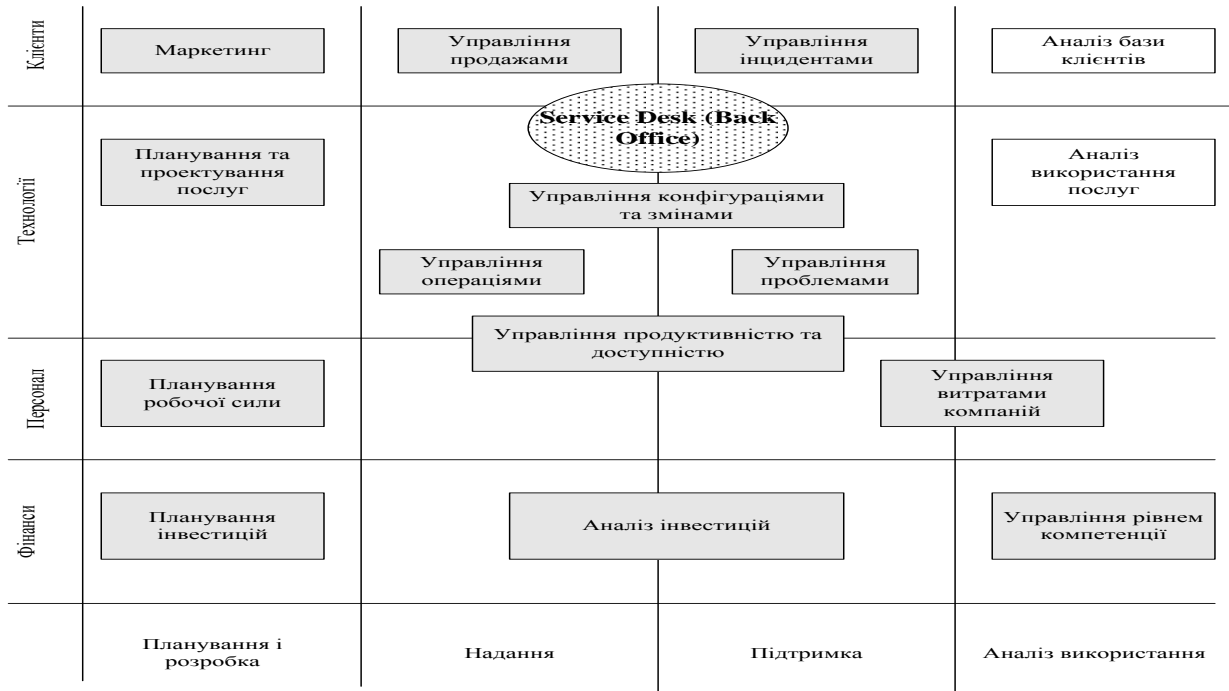 Клієнти
Маркетинг
Управління
продажами
Управління
інцидентами
Аналіз бази
клієнтів
Service Desk (Back
Office)
Технології
Планування та
проектування
послуг
Аналіз
використання
послуг
Управління конфігураціями
та змінами
Управління
операціями
Управління
проблемами
Управління продуктивністю та
доступністю
Персонал
Планування
робочої сили
Управління
витратами
компаній
Фінанси
Планування
інвестицій
Аналіз інвестицій
Управління рівнем
компетенції
Планування і
розробка
Надання
Підтримка
Аналіз використання